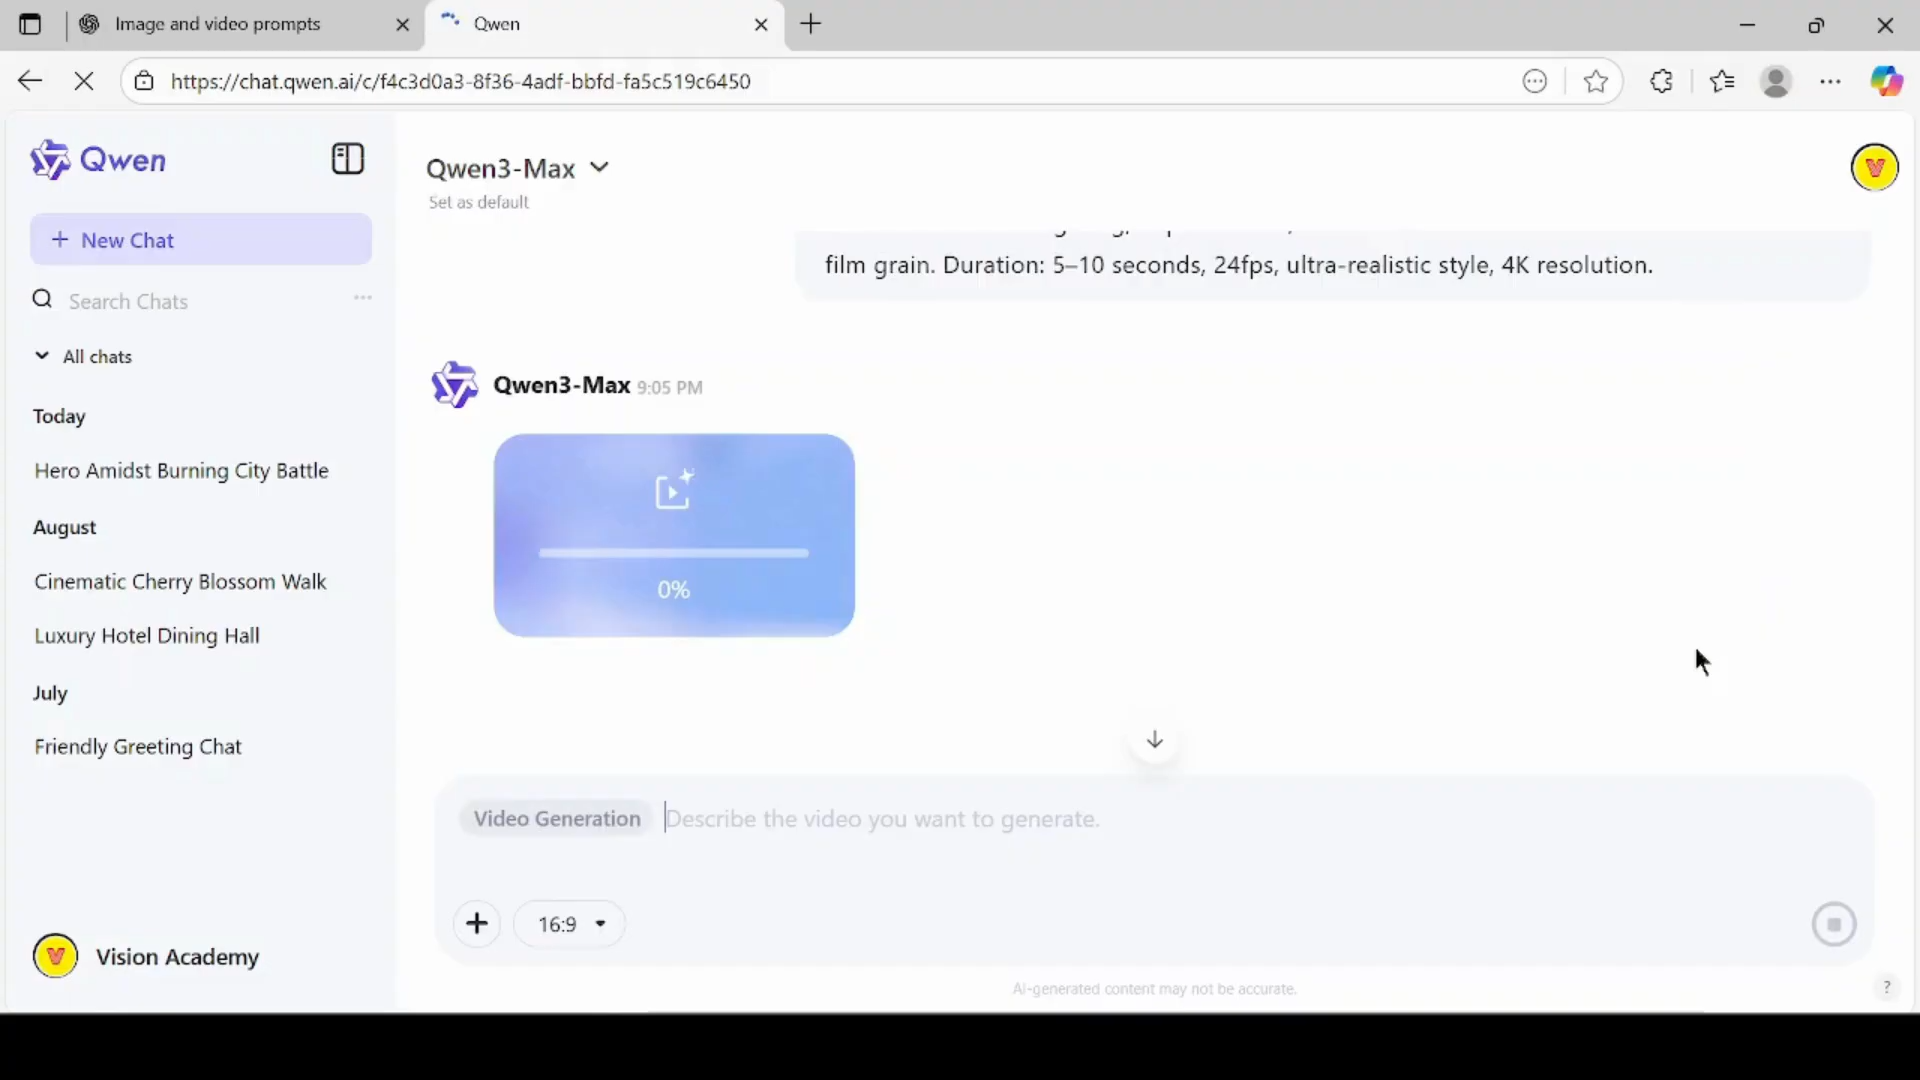 Image and video prompts
Qwen
https://chat.qwen.ai/c/f4c3d0a3-8f36-4adf-bbfd-fa5c519c6450
Qwen
New Chat
Search Chats
All chats
Today
Hero Amidst Burning City Battle
August
Cinematic Cherry Blossom Walk
Luxury Hotel Dining Hall
July
Friendly Greeting Chat
V Vision Academy
Qwen3-Max
Set as default
V
film grain. Duration: 5–10 seconds, 24fps, ultra-realistic style, 4K resolution.
Qwen3-Max 9:05 PM
0%
Video Generation Describe the video you want to generate.
16:9
AI-generated content may not be accurate.
?